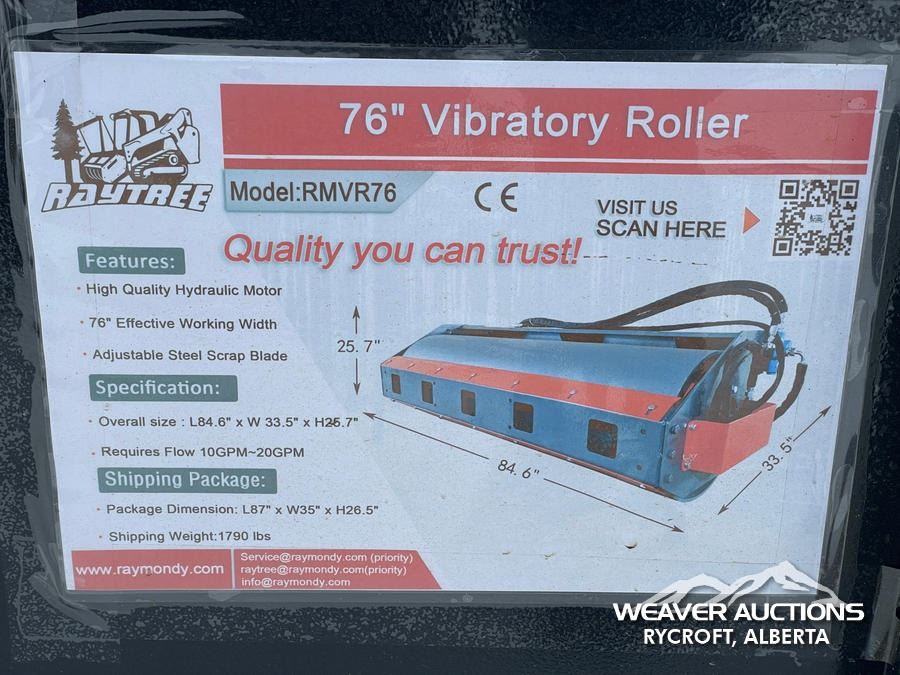 76" Vibratory Roller
RAYTREE
Model:RMVR76
CE
VISIT US
SCAN HERE
Quality you can trust!
Features:
• High Quality Hydraulic Motor
• 76" Effective Working Width
• Adjustable Steel Scrap Blade
Specification:
• Overall size : L84.6" x W 33.5" x H25.7"
• Requires Flow 10GPM~20GPM
Shipping Package:
• Package Dimension: L87" x W35" x H26.5"
• Shipping Weight:1790 lbs
25.7"
84.6"
33.5"
www.raymondy.com
Service@raymondy.com (priority)
raytree@raymondy.com(priority)
info@raymondy.com
WEAVER AUCTIONS
RYCROFT, ALBERTA